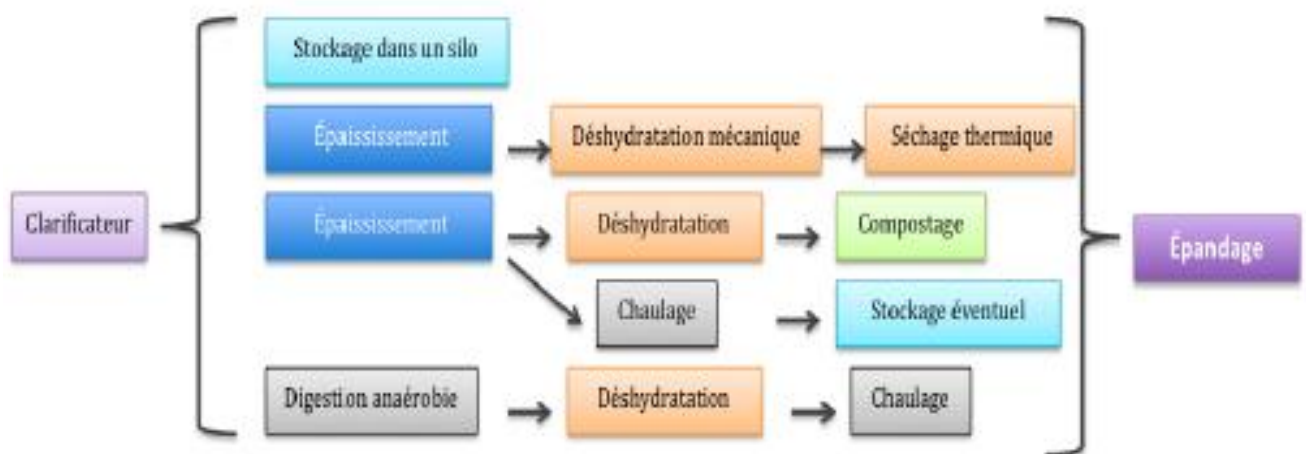 Stockage dans un silo
Épaississement
Déshydratation mécanique
Séchage thermique
Clarificateur
Épaississement
Déshydratation
Compostage
Épandage
Chaulage
Stockage éventuel
Digestion anaérobie
Déshydratation
Chaulage